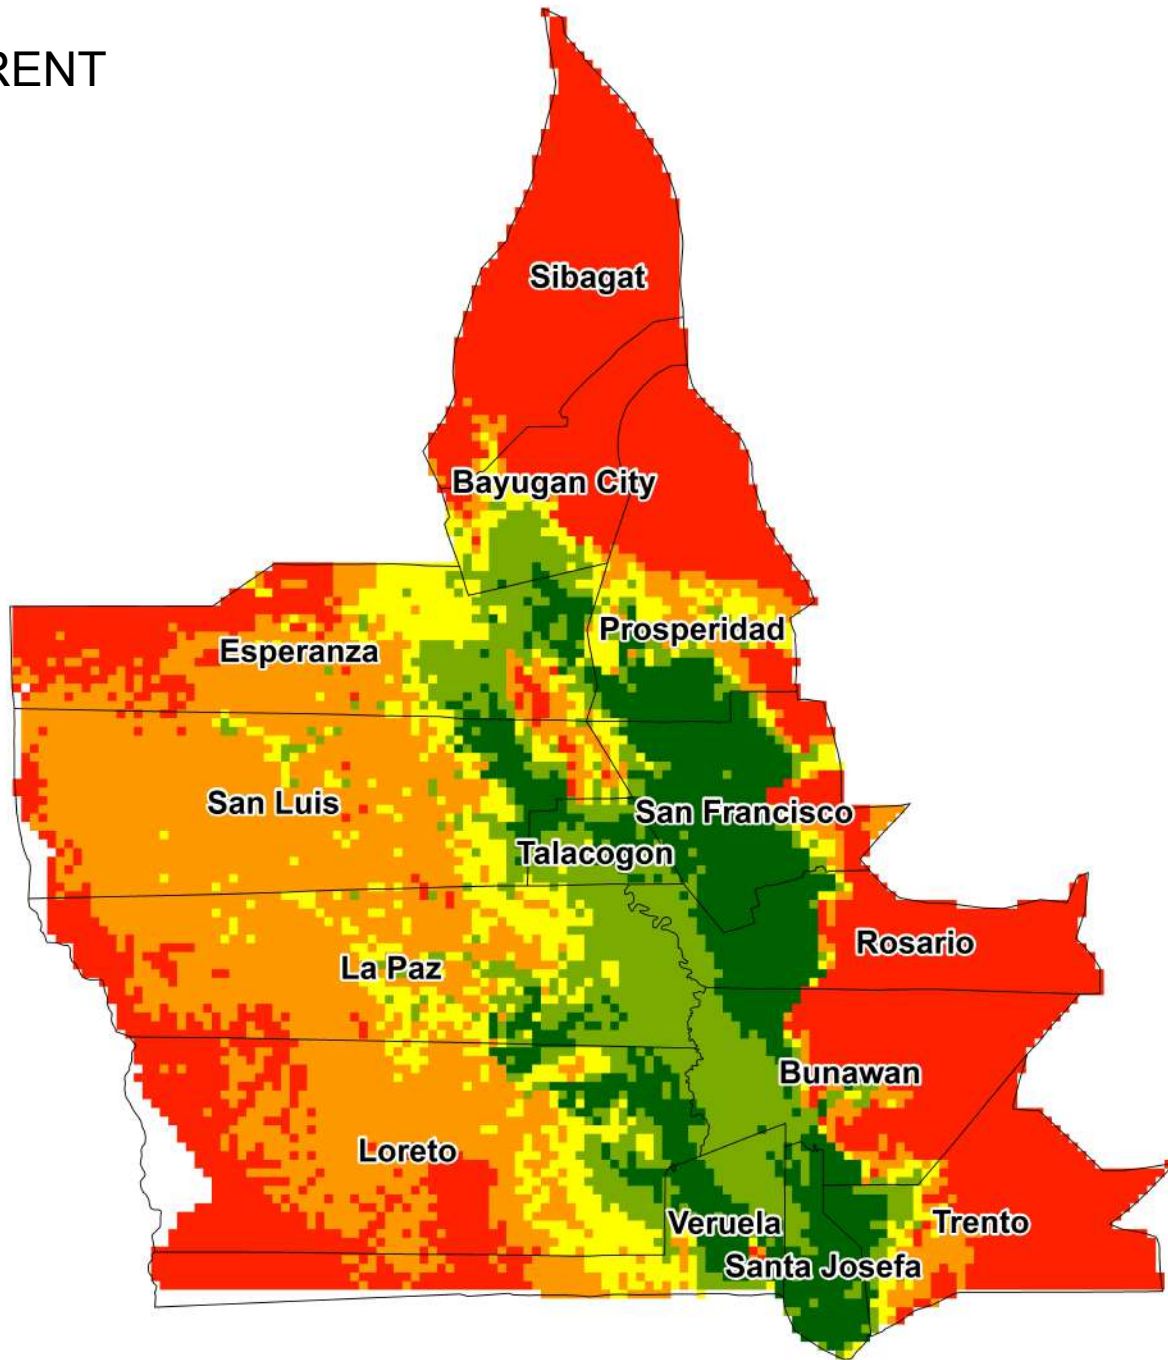 RENT
Sibagat
Bayugan City
Prosperidad
Esperanza
San Luis
San Francisco
Talacogon
Rosario
La Paz
Bunawan
Loreto
Veruela
Trento
Santa Josefa